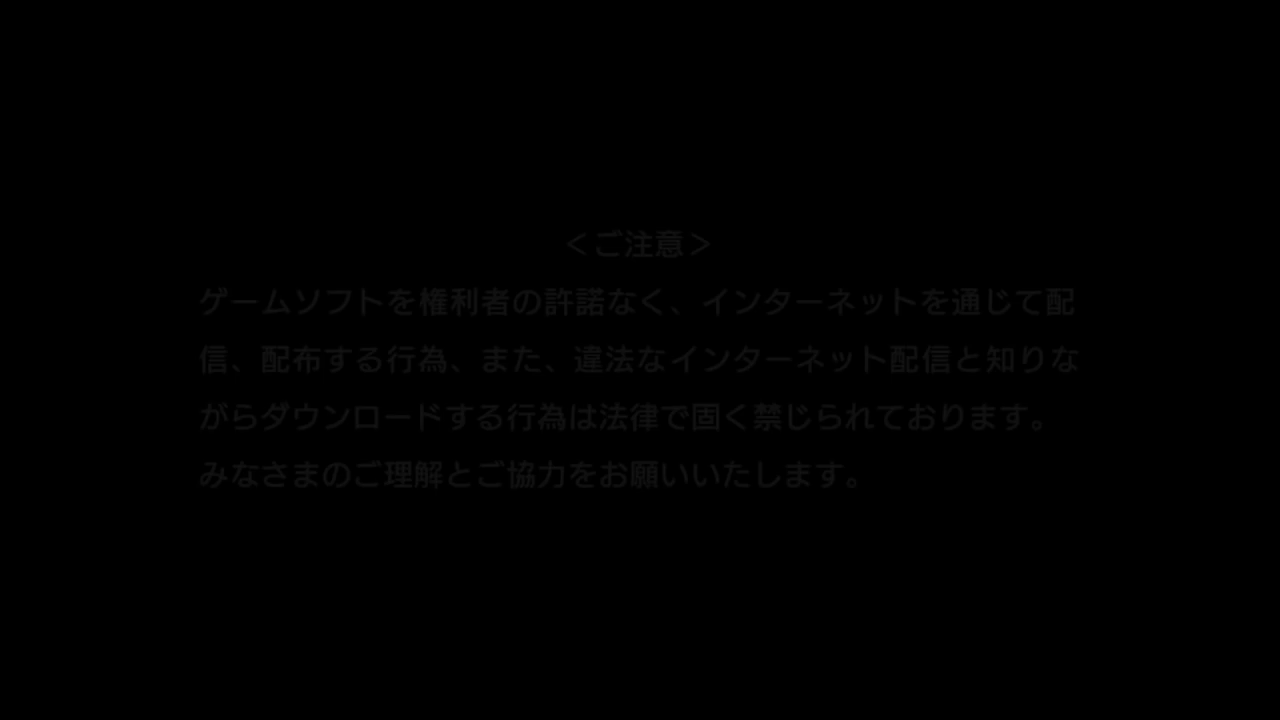 ＜ご注意＞
ゲームソフトを権利者の許諾なく、インターネットを通じて配
信、配布する行為、また、違法なインターネット配信と知りな
がらダウンロードする行為は法律で固く禁じられております。
みなさまのご理解とご協力をお願いいたします。